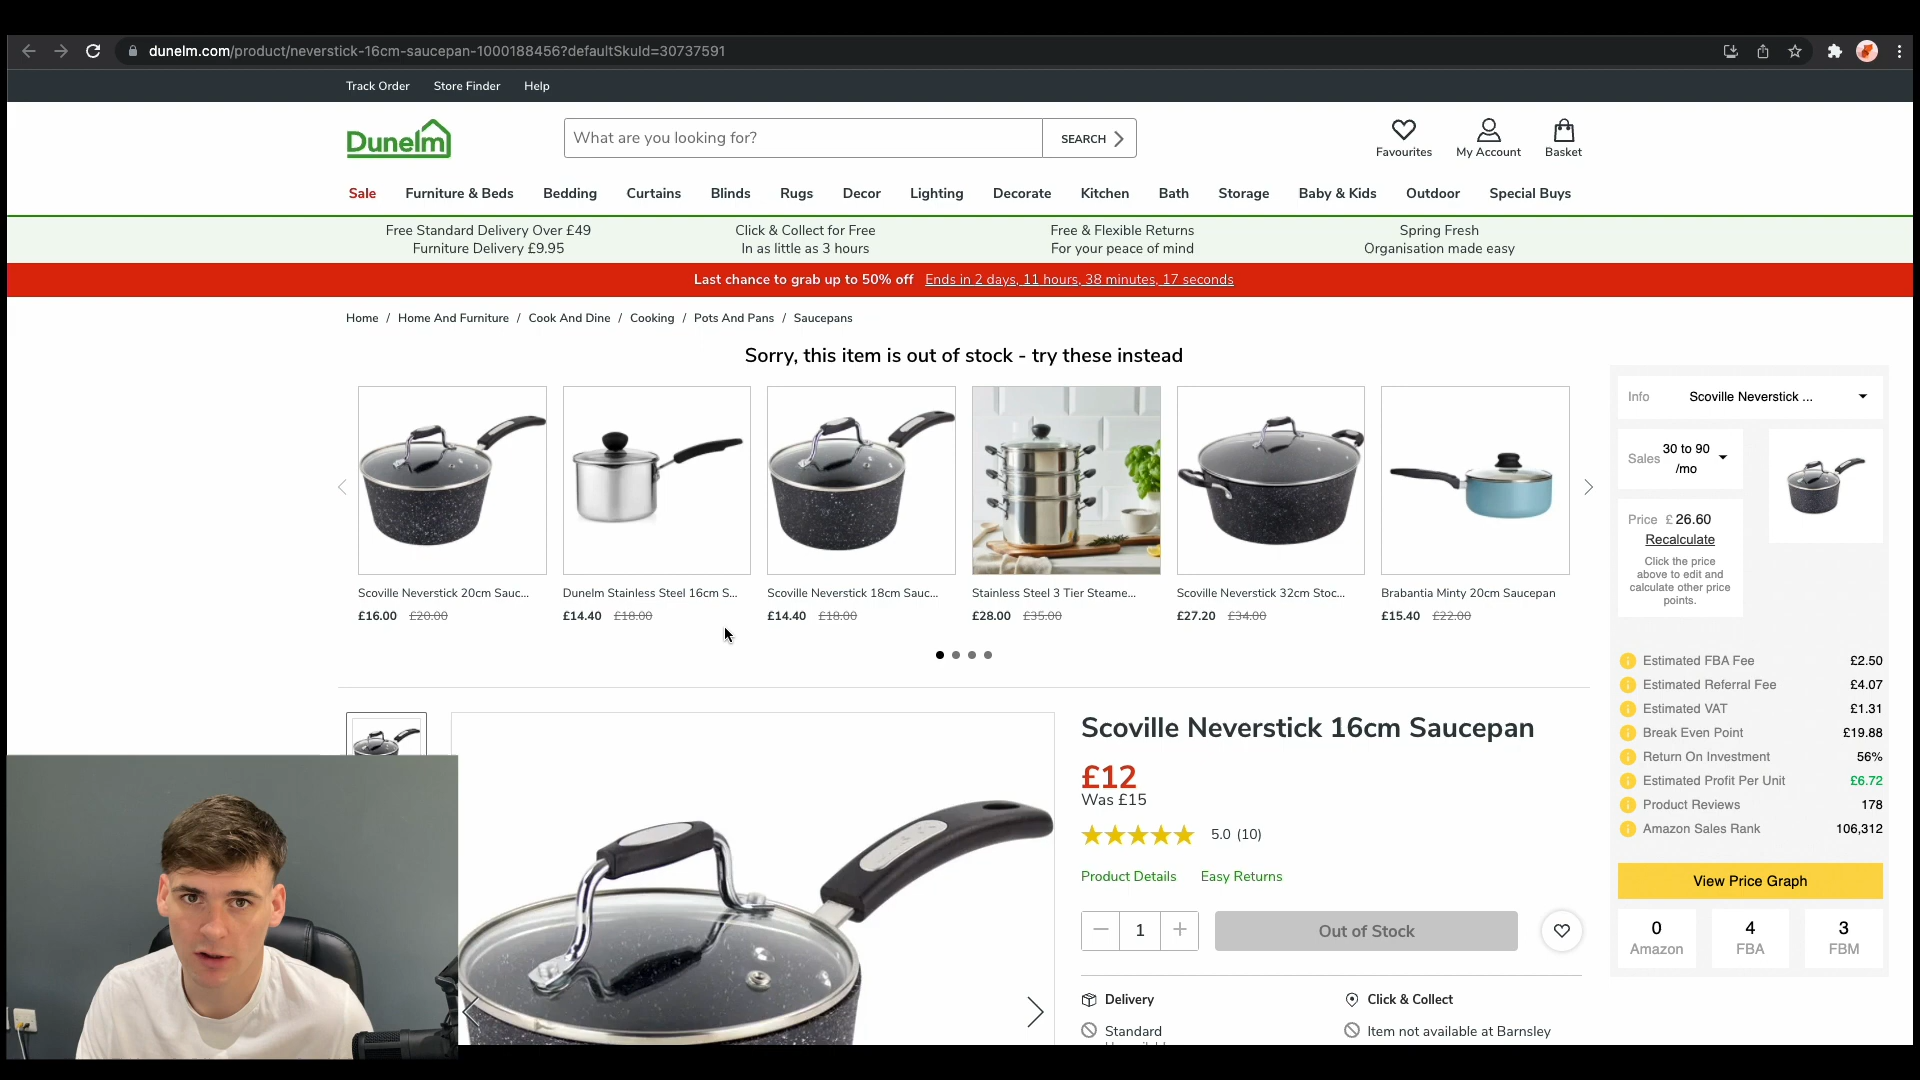 dunelm.com/product/neverstick-16cm-saucepan-1000188456?defaultSkuId=30737591
Track Order Store Finder Help
Dunelm
What are you looking for?
SEARCH
Favourites My Account Basket
Sale Furniture & Beds Bedding Curtains Blinds Rugs Decor Lighting Decorate Kitchen Bath Storage Baby & Kids Outdoor Special Buys
Free Standard Delivery Over £49
Furniture Delivery £9.95
Click & Collect for Free
In as little as 3 hours
Free & Flexible Returns
For your peace of mind
Spring Fresh
Organisation made easy
Last chance to grab up to 50% off Ends in 2 days, 11 hours, 38 minutes, 17 seconds
Home / Home And Furniture / Cook And Dine / Cooking / Pots And Pans / Saucepans
Sorry, this item is out of stock - try these instead
Scoville Neverstick 20cm Sauc...
£16.00 £20.00
Dunelm Stainless Steel 16cm S...
£14.40 £18.00
Scoville Neverstick 18cm Sauc...
£14.40 £18.00
Stainless Steel 3 Tier Steame...
£28.00 £35.00
Scoville Neverstick 32cm Stoc...
£27.20 £34.00
Brabantia Minty 20cm Saucepan
£15.40 £22.00
Scoville Neverstick 16cm Saucepan
£12
Was £15
5.0 (10)
Product Details Easy Returns
1
Out of Stock
Delivery
Standard
Click & Collect
Item not available at Barnsley
Info Scoville Neverstick ...
Sales 30 to 90
/mo
Price £ 26.60
Recalculate
Click the price
above to edit and
calculate other price
points.
Estimated FBA Fee £2.50
Estimated Referral Fee £4.07
Estimated VAT £1.31
Break Even Point £19.88
Return On Investment 56%
Estimated Profit Per Unit £6.72
Product Reviews 178
Amazon Sales Rank 106,312
View Price Graph
0 4 3
Amazon FBA FBM